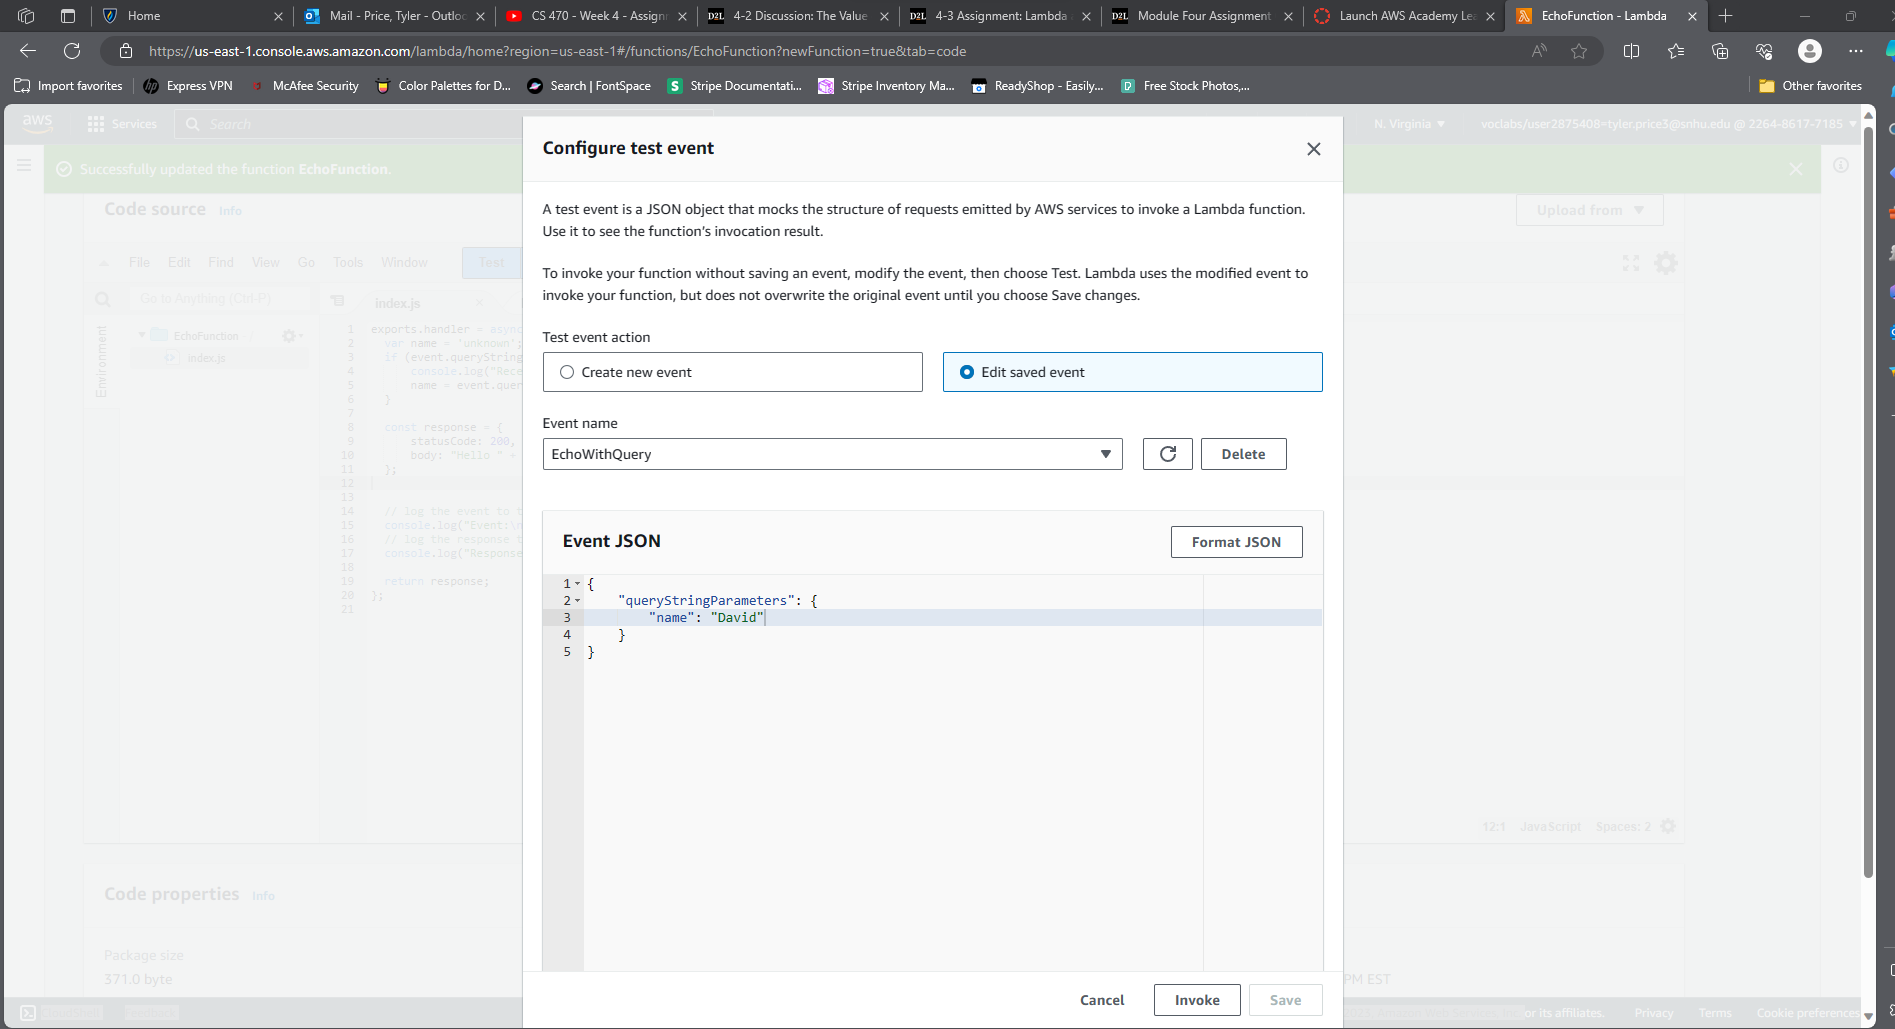 Home
Mail - Price, Tyler - Outloo
CS 470 - Week 4 - Assignr
D2L 4-2 Discussion: The Value
D2L 4-3 Assignment: Lambda
D2L Module Four Assignment
Launch AWS Academy Le
EchoFunction - Lambda
https://us-east-1.console.aws.amazon.com/lambda/home?region=us-east-1#/functions/EchoFunction?newFunction=true&tab=code
Import favorites
Express VPN
McAfee Security
Color Palettes for D...
Search | FontSpace
Stripe Documentati...
Stripe Inventory Ma...
ReadyShop - Easily...
Free Stock Photos,...
Other favorites
aws
Services
Search
N. Virginia
voclabs/user2875408=tyler.price3@snhu.edu @ 2264-8617-7185
Successfully updated the function EchoFunction.
Code source Info
Upload from
File Edit Find View Go Tools Window Test
Go to Anything (Ctrl-P)
index.js
Environment
EchoFunction
index.js
1 exports.handler = async
2 var name = 'unknown';
3 if (event.queryString
4 console.log("Rece
5 name = event.quer
6 }
7
8 const response = {
9 statusCode: 200,
10 body: "Hello " +
11 };
12
13
14 // log the event to t
15 console.log("Event:\n
16 // log the response t
17 console.log("Response
18
19 return response;
20 };
21
12:1 JavaScript Spaces: 2
Code properties Info
Package size
371.0 byte
PM EST
Configure test event
A test event is a JSON object that mocks the structure of requests emitted by AWS services to invoke a Lambda function.
Use it to see the function's invocation result.
To invoke your function without saving an event, modify the event, then choose Test. Lambda uses the modified event to
invoke your function, but does not overwrite the original event until you choose Save changes.
Test event action
Create new event
Edit saved event
Event name
EchoWithQuery
Delete
Event JSON
Format JSON
1 {
2 "queryStringParameters": {
3 "name": "David"
4 }
5 }
Cancel
Invoke
Save
CloudShell
Feedback
or its affiliates.
Privacy
Terms
Cookie preferences